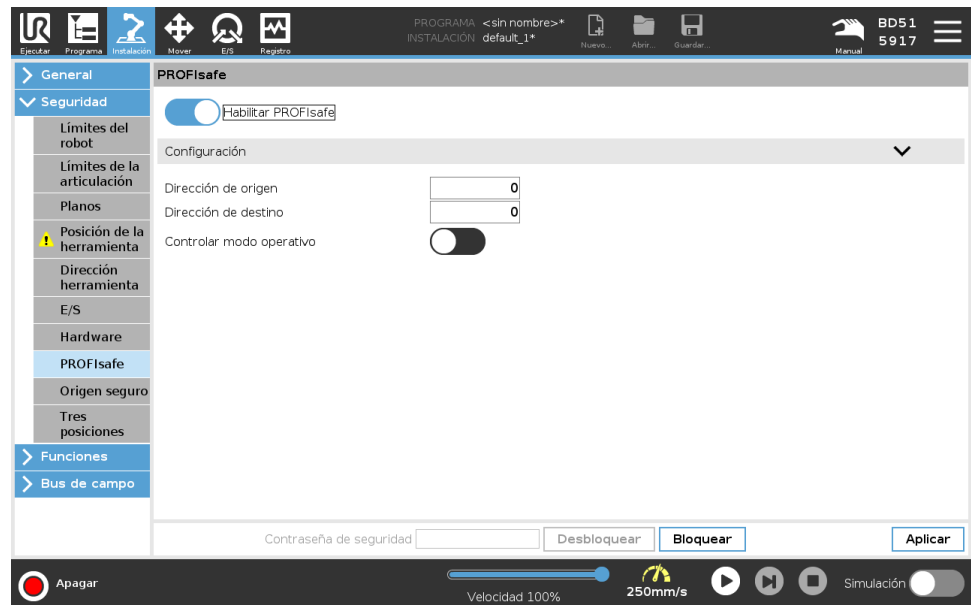 PROGRAMA <sin nombre>*
INSTALACIÓN default_1*
Ejecutar Programa Instalación Mover E/S Registro Nuevo... Abrir... Guardar... Manual
BD51
5917
General
Seguridad
Límites del
robot
Límites de la
articulación
Planos
Posición de la
herramienta
Dirección
herramienta
E/S
Hardware
PROFIsafe
Origen seguro
Tres
posiciones
Funciones
Bus de campo
PROFIsafe
Habilitar PROFIsafe
Configuración
Dirección de origen 0
Dirección de destino 0
Controlar modo operativo
Contraseña de seguridad Desbloquear Bloquear Aplicar
Apagar
Velocidad 100%
250mm/s
Simulación